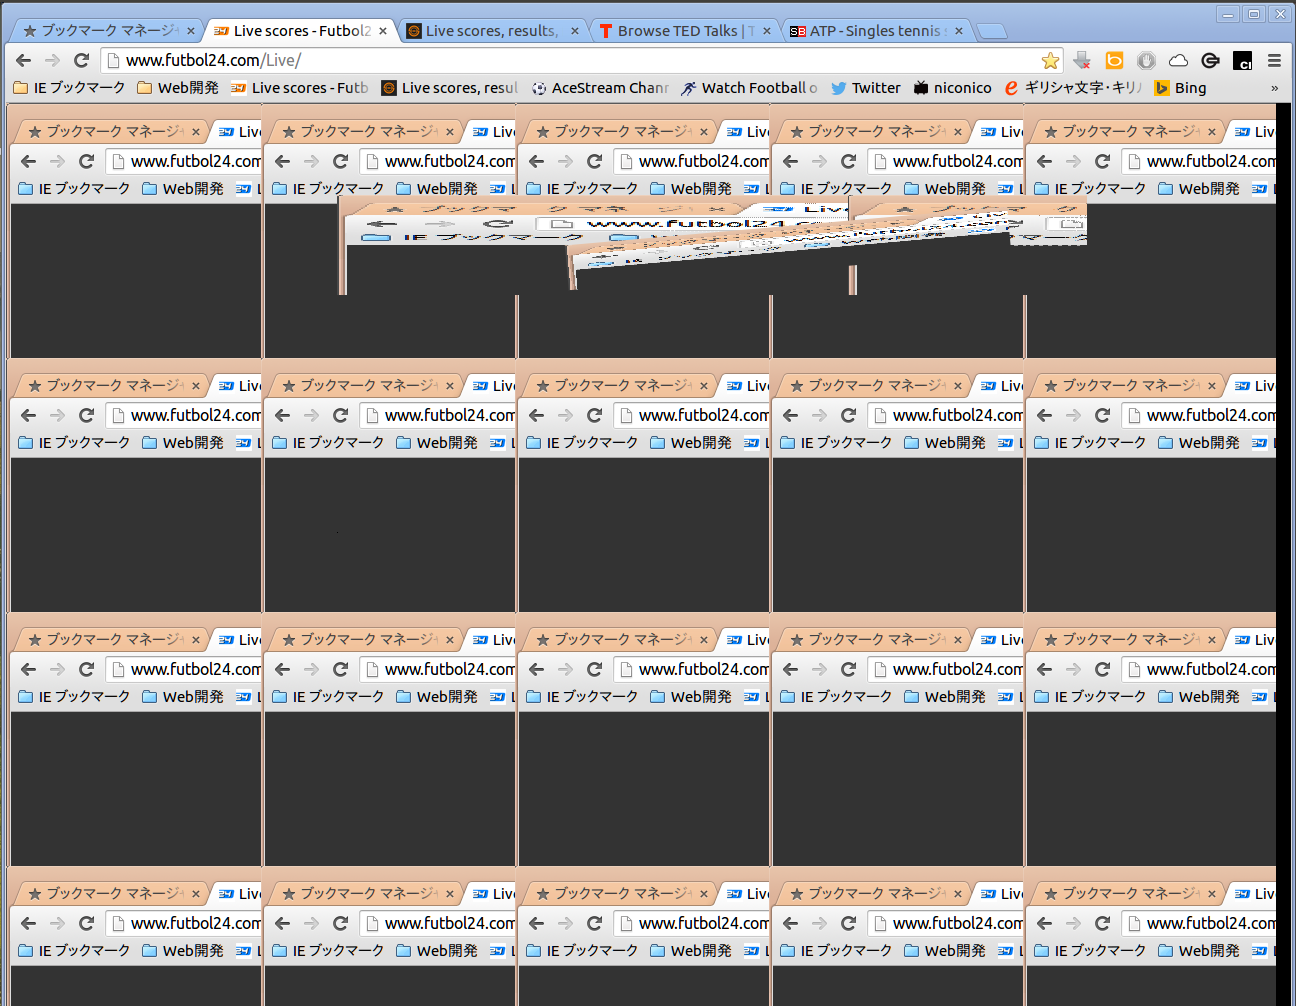 ブックマーク マネージ Live scores - Futbol2 Live scores, results, Browse TED Talks | T ATP - Singles tennis
www.futbol24.com/Live/
IE ブックマーク Web開発 Live scores - Futb Live scores, resul AceStream Chann Watch Football o Twitter niconico ギリシャ文字・キリル Bing »
ブックマーク マネージ Live ブックマーク マネージ Live ブックマーク マネージ Live ブックマーク マネージ Live ブックマーク マネージ Live
www.futbol24.com www.futbol24.com www.futbol24.com www.futbol24.com www.futbol24.com
IE ブックマーク Web開発 L IE ブックマーク Web開発 L IE ブックマーク Web開発 L IE ブックマーク Web開発 L IE ブックマーク Web開発 L
ブックマーク マネ Live ブックマーク
www.futbol24.c
IE ブックマーク
ブックマーク マネージ Live ブックマーク マネージ Live ブックマーク マネージ Live ブックマーク マネージ Live ブックマーク マネージ Live
www.futbol24.com www.futbol24.com www.futbol24.com www.futbol24.com www.futbol24.com
IE ブックマーク Web開発 L IE ブックマーク Web開発 L IE ブックマーク Web開発 L IE ブックマーク Web開発 L IE ブックマーク Web開発 L
ブックマーク マネージ Live ブックマーク マネージ Live ブックマーク マネージ Live ブックマーク マネージ Live ブックマーク マネージ Live
www.futbol24.com www.futbol24.com www.futbol24.com www.futbol24.com www.futbol24.com
IE ブックマーク Web開発 L IE ブックマーク Web開発 L IE ブックマーク Web開発 L IE ブックマーク Web開発 L IE ブックマーク Web開発 L
ブックマーク マネージ Live ブックマーク マネージ Live ブックマーク マネージ Live ブックマーク マネージ Live ブックマーク マネージ Live
www.futbol24.com www.futbol24.com www.futbol24.com www.futbol24.com www.futbol24.com
IE ブックマーク Web開発 L IE ブックマーク Web開発 L IE ブックマーク Web開発 L IE ブックマーク Web開発 L IE ブックマーク Web開発 L